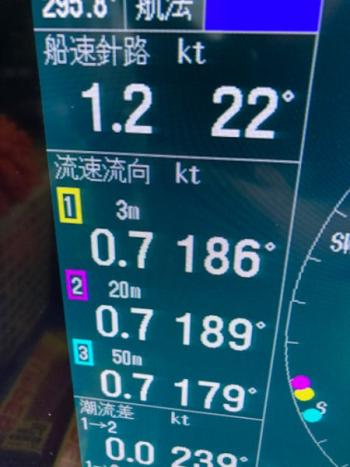 295.8° 航法
船速針路 kt
1.2 22°
流速流向 kt
1 3m
0.7 186°
2 20m
0.7 189°
3 50m
0.7 179°
潮流差 kt
1→2
0.0 239°
S